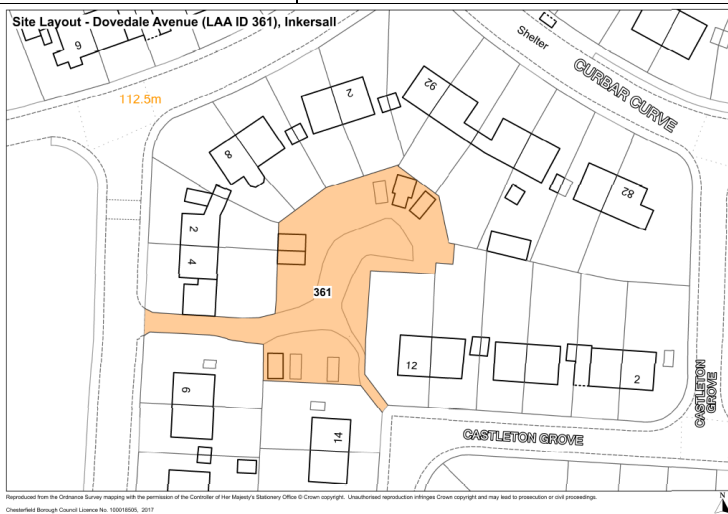 Site Layout - Dovedale Avenue (LAA ID 361), Inkersall
9
Shelter
CURBAR CURVE
112.5m
2
92
8
82
2
4
361
12
2
CASTLETON
GROVE
9
14
CASTLETON GROVE
Reproduced from the Ordnance Survey mapping with the permission of the Controller of Her Majesty's Stationery Office © Crown copyright. Unauthorised reproduction infringes Crown copyright and may lead to prosecution or civil proceedings.
Chesterfield Borough Council Licence No. 100018505, 2017
N